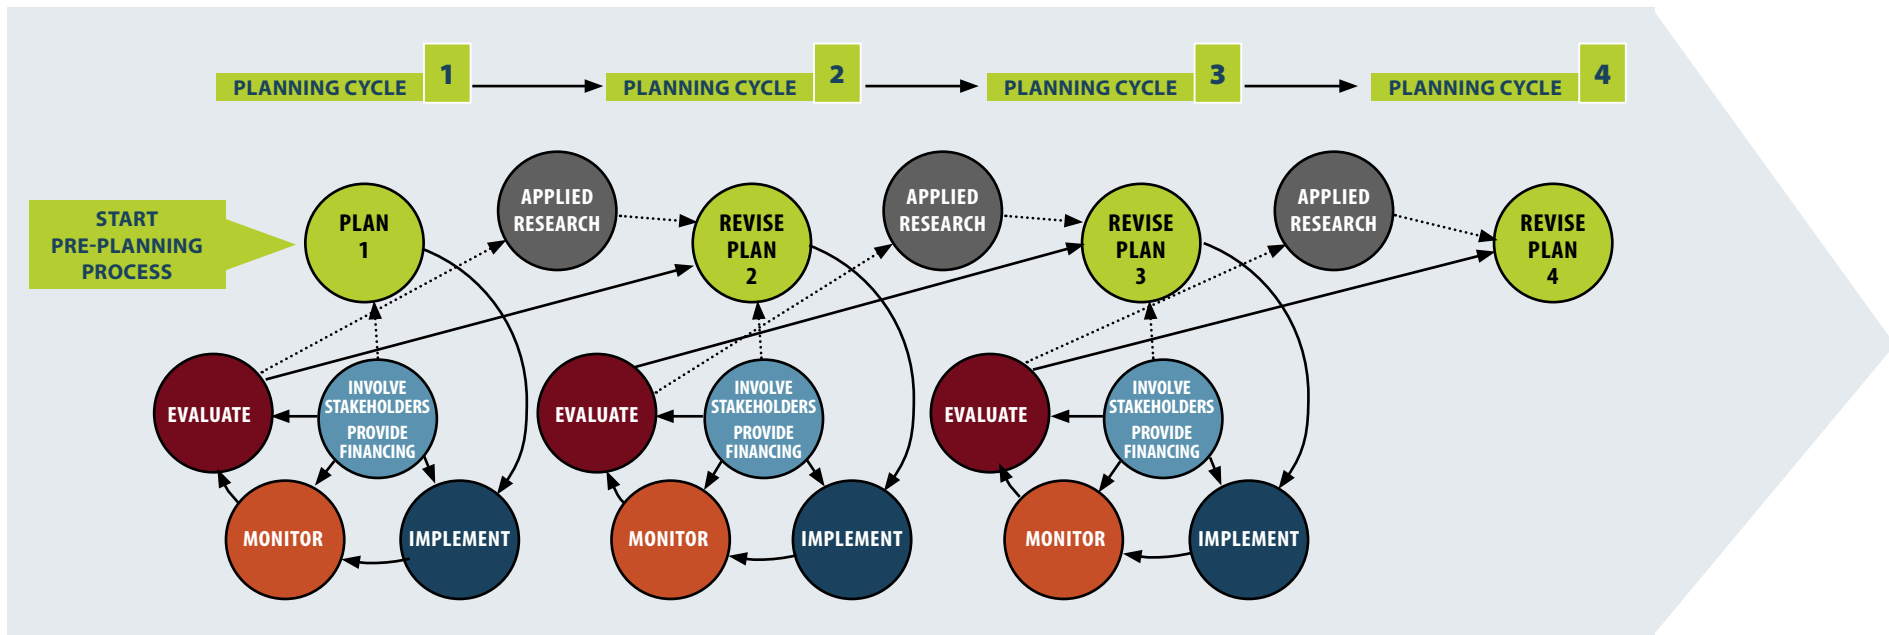 PLANNING CYCLE 1
PLANNING CYCLE 2
PLANNING CYCLE 3
PLANNING CYCLE 4
START
PRE-PLANNING
PROCESS
PLAN
1
APPLIED
RESEARCH
REVISE
PLAN
2
APPLIED
RESEARCH
REVISE
PLAN
3
APPLIED
RESEARCH
REVISE
PLAN
4
EVALUATE
INVOLVE
STAKEHOLDERS
PROVIDE
FINANCING
MONITOR
IMPLEMENT
EVALUATE
INVOLVE
STAKEHOLDERS
PROVIDE
FINANCING
MONITOR
IMPLEMENT
EVALUATE
INVOLVE
STAKEHOLDERS
PROVIDE
FINANCING
MONITOR
IMPLEMENT